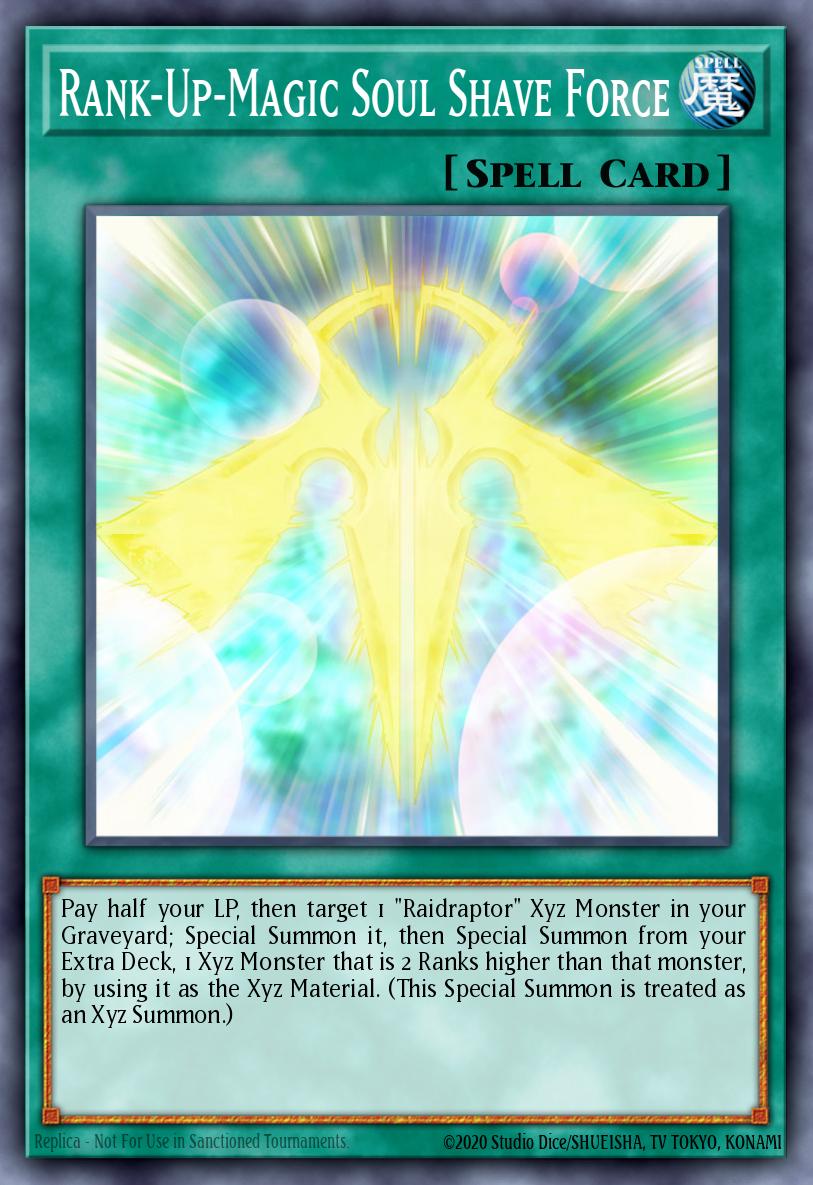 Rank-Up-Magic Soul Shave Force
SPELL
魔
[ Spell Card ]
Pay half your LP, then target 1 "Raidraptor" Xyz Monster in your
Graveyard; Special Summon it, then Special Summon from your
Extra Deck, 1 Xyz Monster that is 2 Ranks higher than that monster,
by using it as the Xyz Material. (This Special Summon is treated as
an Xyz Summon.)
Replica - Not For Use in Sanctioned Tournaments.
©2020 Studio Dice/SHUEISHA, TV TOKYO, KONAMI